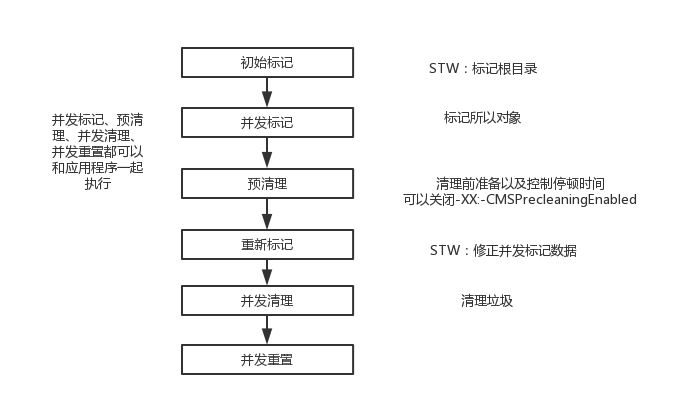 初始标记
STW：标记根目录
并发标记、预清
理、并发清理、
并发重置都可以
和应用程序一起
执行
并发标记
标记所以对象
预清理
清理前准备以及控制停顿时间
可以关闭-XX:-CMSPrecleaningEnabled
重新标记
STW：修正并发标记数据
并发清理
清理垃圾
并发重置